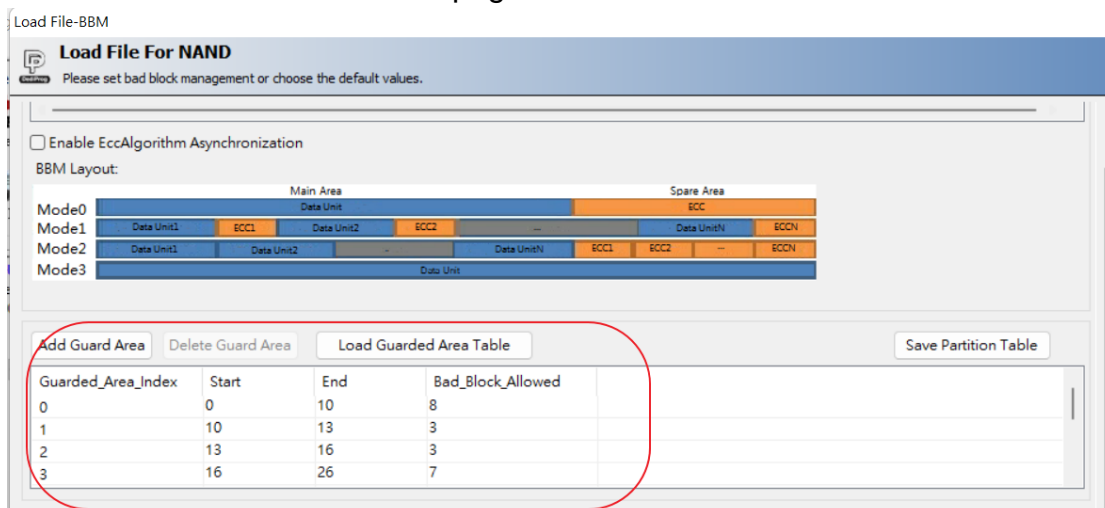 Load File-BBM
Load File For NAND
Please set bad block management or choose the default values.
Enable EccAlgorithm Asynchronization
BBM Layout:
Main Area Spare Area
Mode0 Data Unit ECC
Mode1 Data Unit1 ECC1 Data Unit2 ECC2 ... Data UnitN ECCN
Mode2 Data Unit1 Data Unit2 Data UnitN ECC1 ECC2 ... ECCN
Mode3 Data Unit
Add Guard Area Delete Guard Area Load Guarded Area Table Save Partition Table
Guarded_Area_Index Start End Bad_Block_Allowed
0 0 10 8
1 10 13 3
2 13 16 3
3 16 26 7